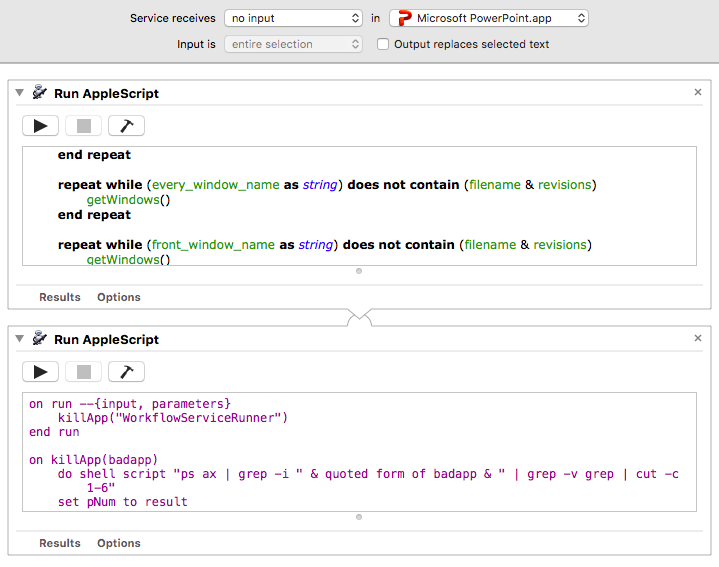 Service receives no input in Microsoft PowerPoint.app
Input is entire selection Output replaces selected text
Run AppleScript
end repeat
repeat while (every_window_name as string) does not contain (filename & revisions)
getWindows()
end repeat
repeat while (front_window_name as string) does not contain (filename & revisions)
getWindows()
Results Options
Run AppleScript
on run --{input, parameters}
killApp("WorkflowServiceRunner")
end run
on killApp(badapp)
do shell script "ps ax | grep -i " & quoted form of badapp & " | grep -v grep | cut -c
1-6"
set pNum to result
Results Options